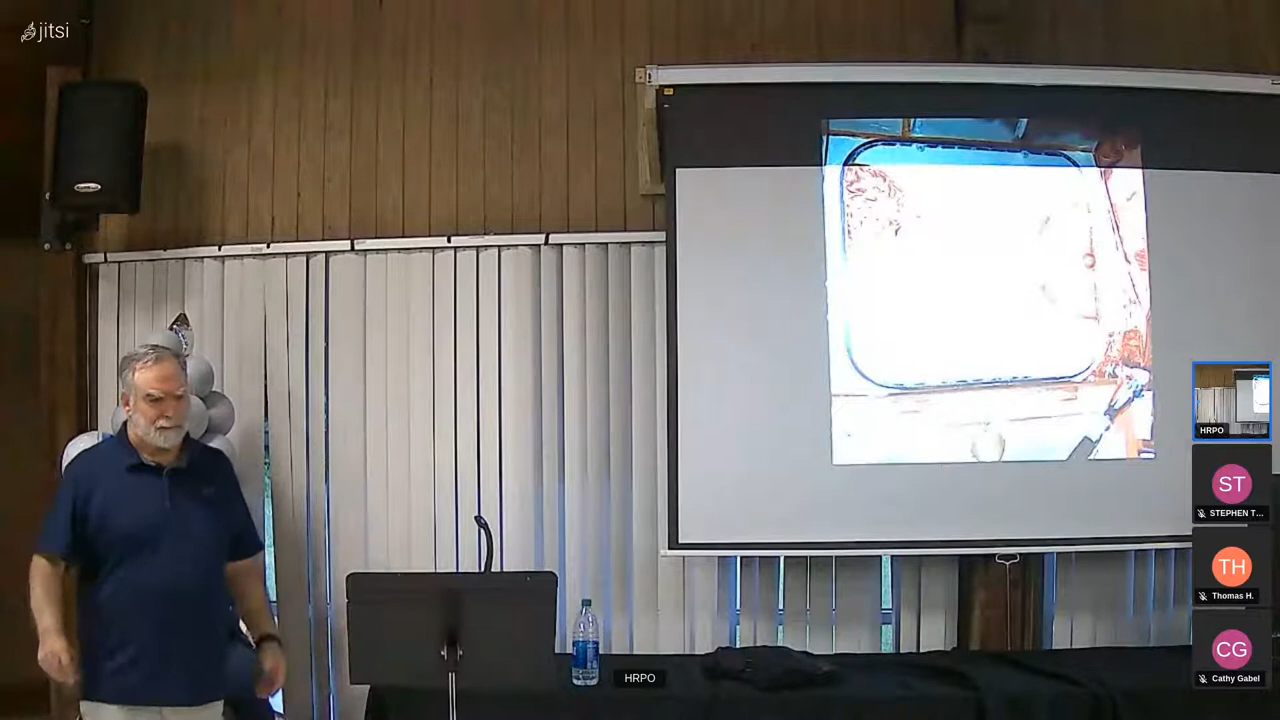 jitsi
HRPO
ST
STEPHEN T...
TH
Thomas H.
CG
Cathy Gabel
HRPO